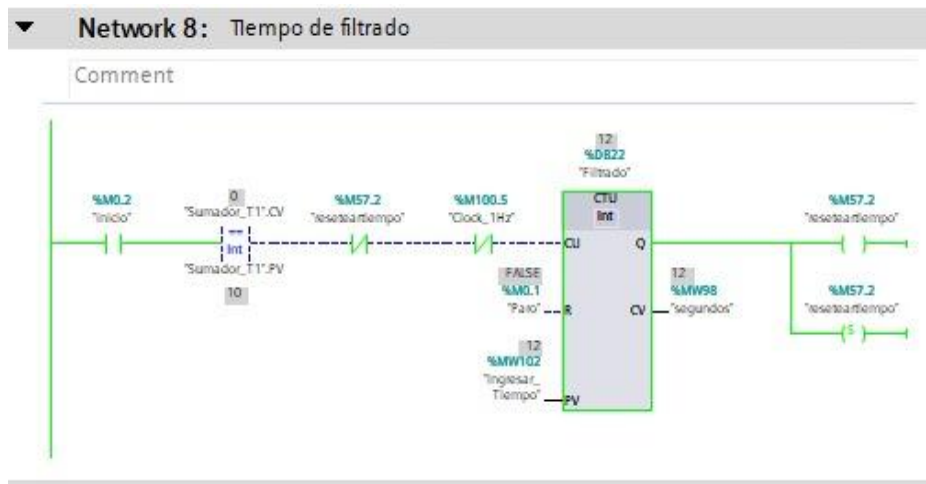 Network 8: TIempo de filtrado
Comment
12
%DB22
"Filtrado"
CTU
Int
%M0.2
"Inicio"
0
"Sumador_T1".CV
==
Int
"Sumador_T1".PV
10
%M57.2
"reseteartiempo"
%M100.5
"Clock_1Hz"
CU
Q
FALSE
%M0.1
"Paro"
R
12
%MW98
"segundos"
CV
12
%MW102
"Ingresar_
Tiempo"
PV
%M57.2
"reseteartiempo"
%M57.2
"reseteartiempo"
S